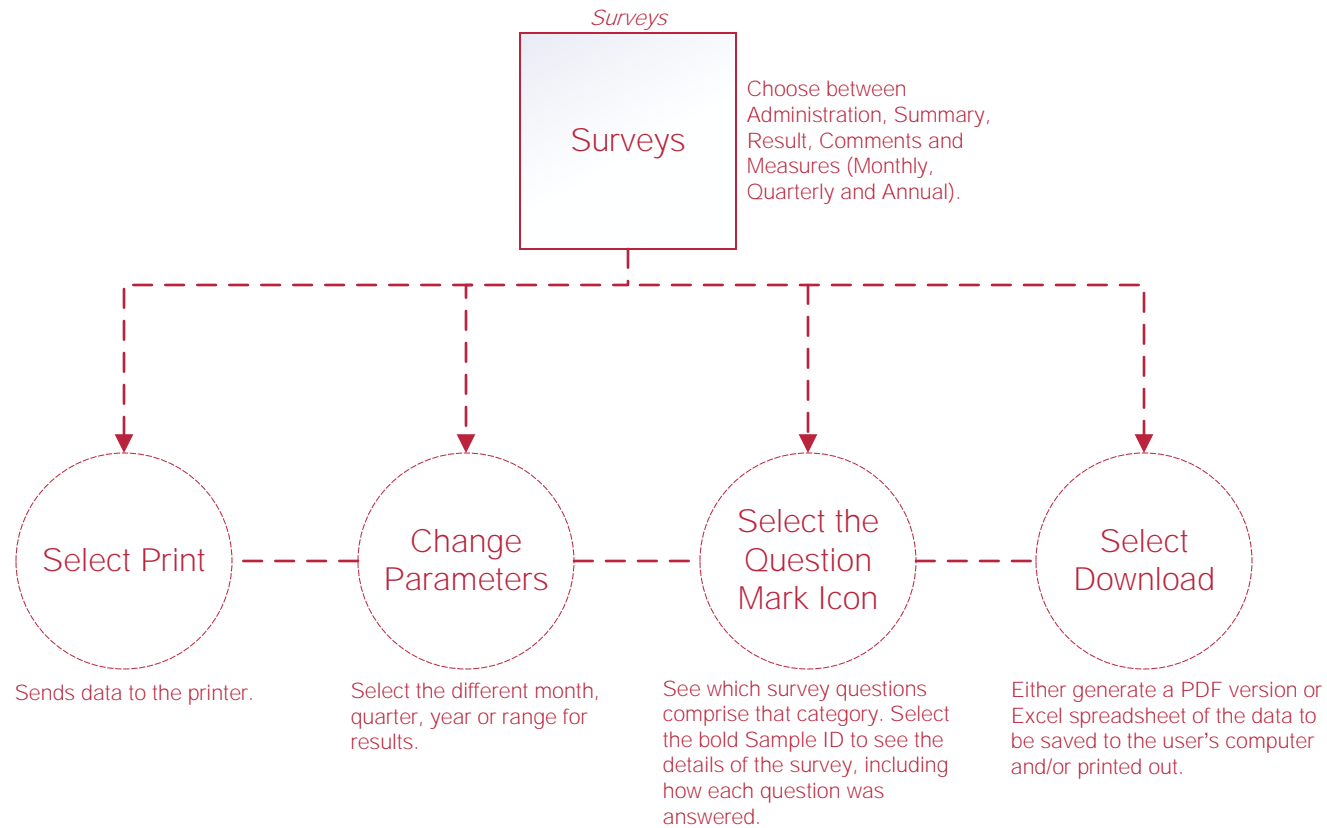 Surveys
Surveys
Choose between
Administration, Summary,
Result, Comments and
Measures (Monthly,
Quarterly and Annual).
Select Print
Sends data to the printer.
Change
Parameters
Select the different month,
quarter, year or range for
results.
Select the
Question
Mark Icon
See which survey questions
comprise that category. Select
the bold Sample ID to see the
details of the survey, including
how each question was
answered.
Select
Download
Either generate a PDF version or
Excel spreadsheet of the data to
be saved to the user’s computer
and/or printed out.